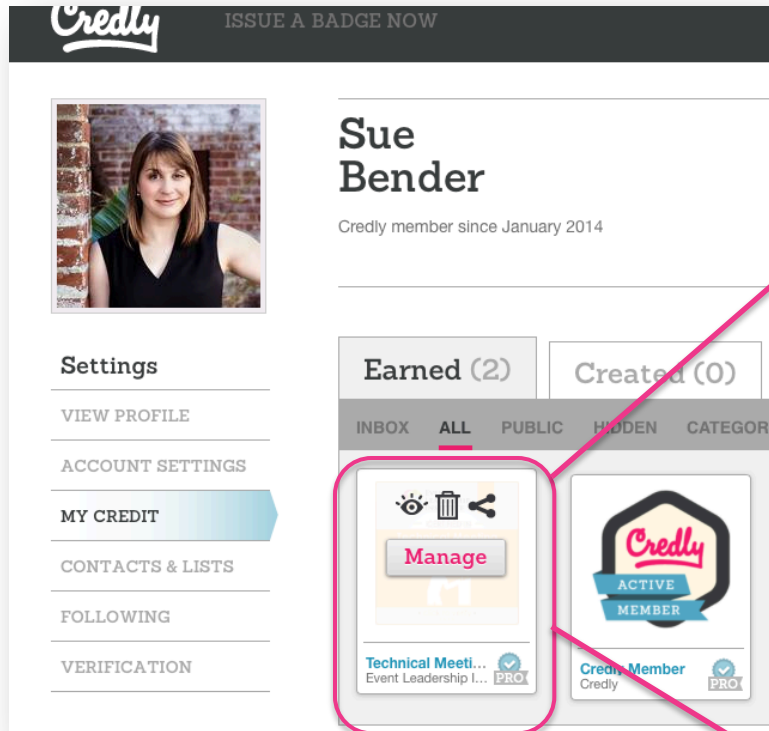 Credly
ISSUE A BADGE NOW
Sue
Bender
Credly member since January 2014
Settings
VIEW PROFILE
ACCOUNT SETTINGS
MY CREDIT
CONTACTS & LISTS
FOLLOWING
VERIFICATION
Earned (2)
Created (0)
INBOX ALL PUBLIC HIDDEN CATEGOR
Manage
Technical Meeti...
Event Leadership I...
PRO
Credly
ACTIVE
MEMBER
Credly Member
Credly
PRO